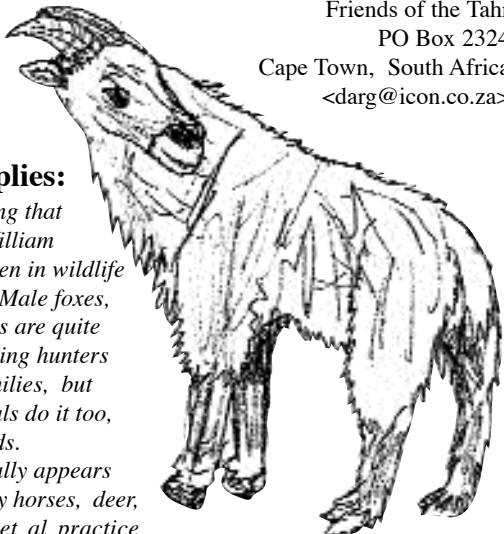 Friends of the Tahr
PO Box 2324
Cape Town, South Africa
<darg@icon.co.za>
plies:
ng that
illiam
en in wildlife
Male foxes,
s are quite
ing hunters
ilies, but
ls do it too,
ds.
lly appears
y horses, deer,
et al practice